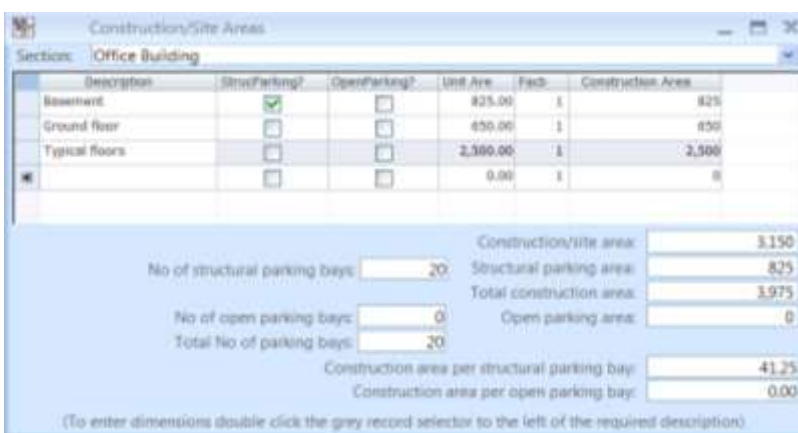 Construction/Site Areas
Section: Office Building
Description StrucParking? OpenParking? Unit Are Facto Construction Area
Basement 825.00 1 825
Ground floor 650.00 1 650
Typical floors 2,500.00 1 2,500
0.00 1 0
Construction/site area: 3,150
No of structural parking bays: 20 Structural parking area: 825
Total construction area: 3,975
No of open parking bays: 0 Open parking area: 0
Total No of parking bays: 20
Construction area per structural parking bay: 41.25
Construction area per open parking bay: 0.00
(To enter dimensions double click the grey record selector to the left of the required description)